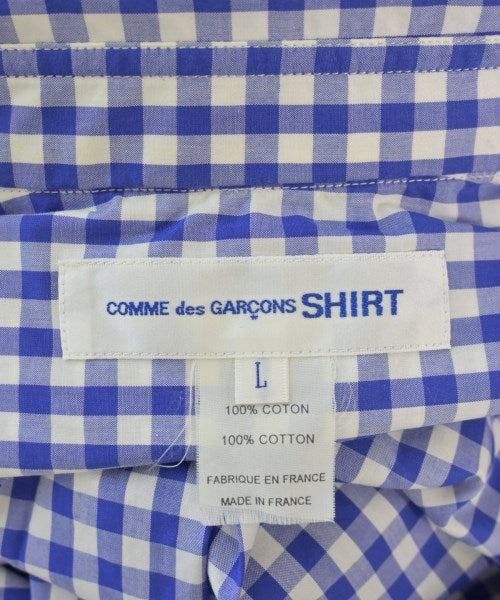 COMME des GARÇONS SHIRT
L
100% COTON
100% COTTON
FABRIQUE EN FRANCE
MADE IN FRANCE